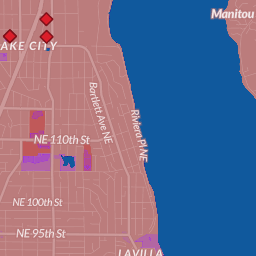 Manitou
AKE CITY
Bartlett Ave NE
Riviera Pl NE
NE 110th St
NE 100th St
NE 95th St
LAVILLA